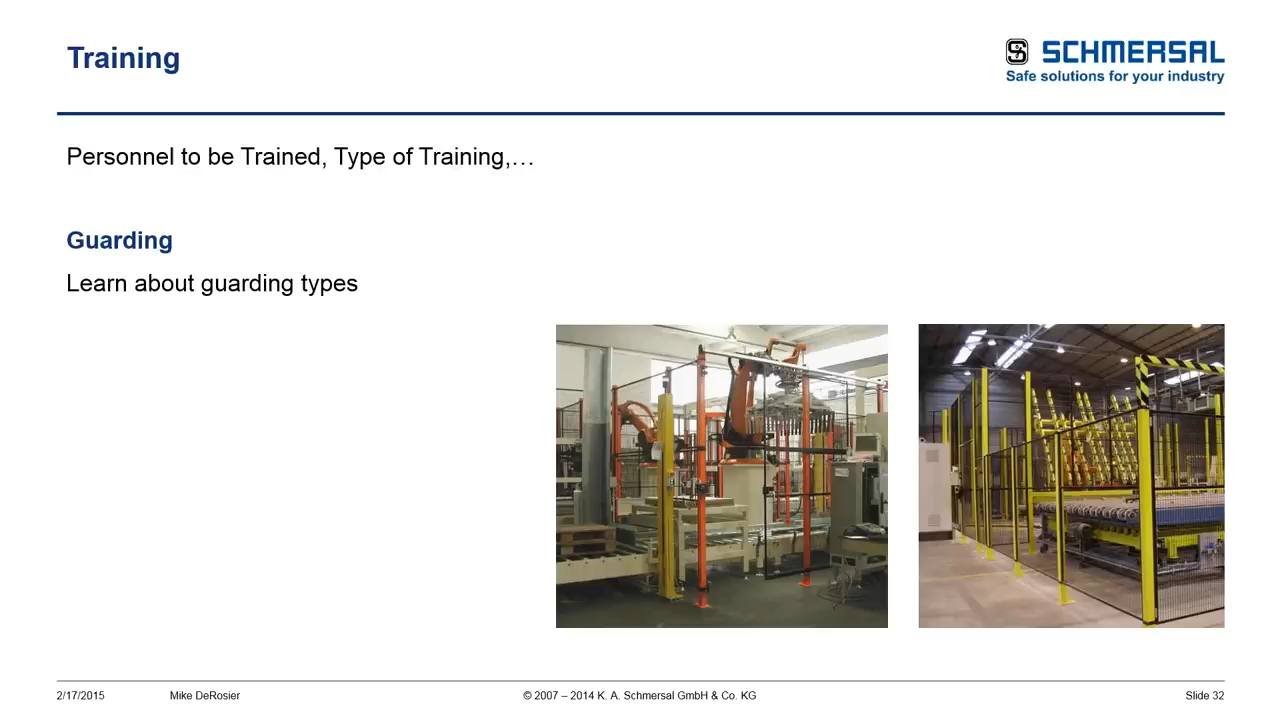 Training
SCHMERSAL
Safe solutions for your industry
Personnel to be Trained, Type of Training,…
Guarding
Learn about guarding types
2/17/2015
Mike DeRosier
© 2007 – 2014 K. A. Schmersal GmbH & Co. KG
Slide 32